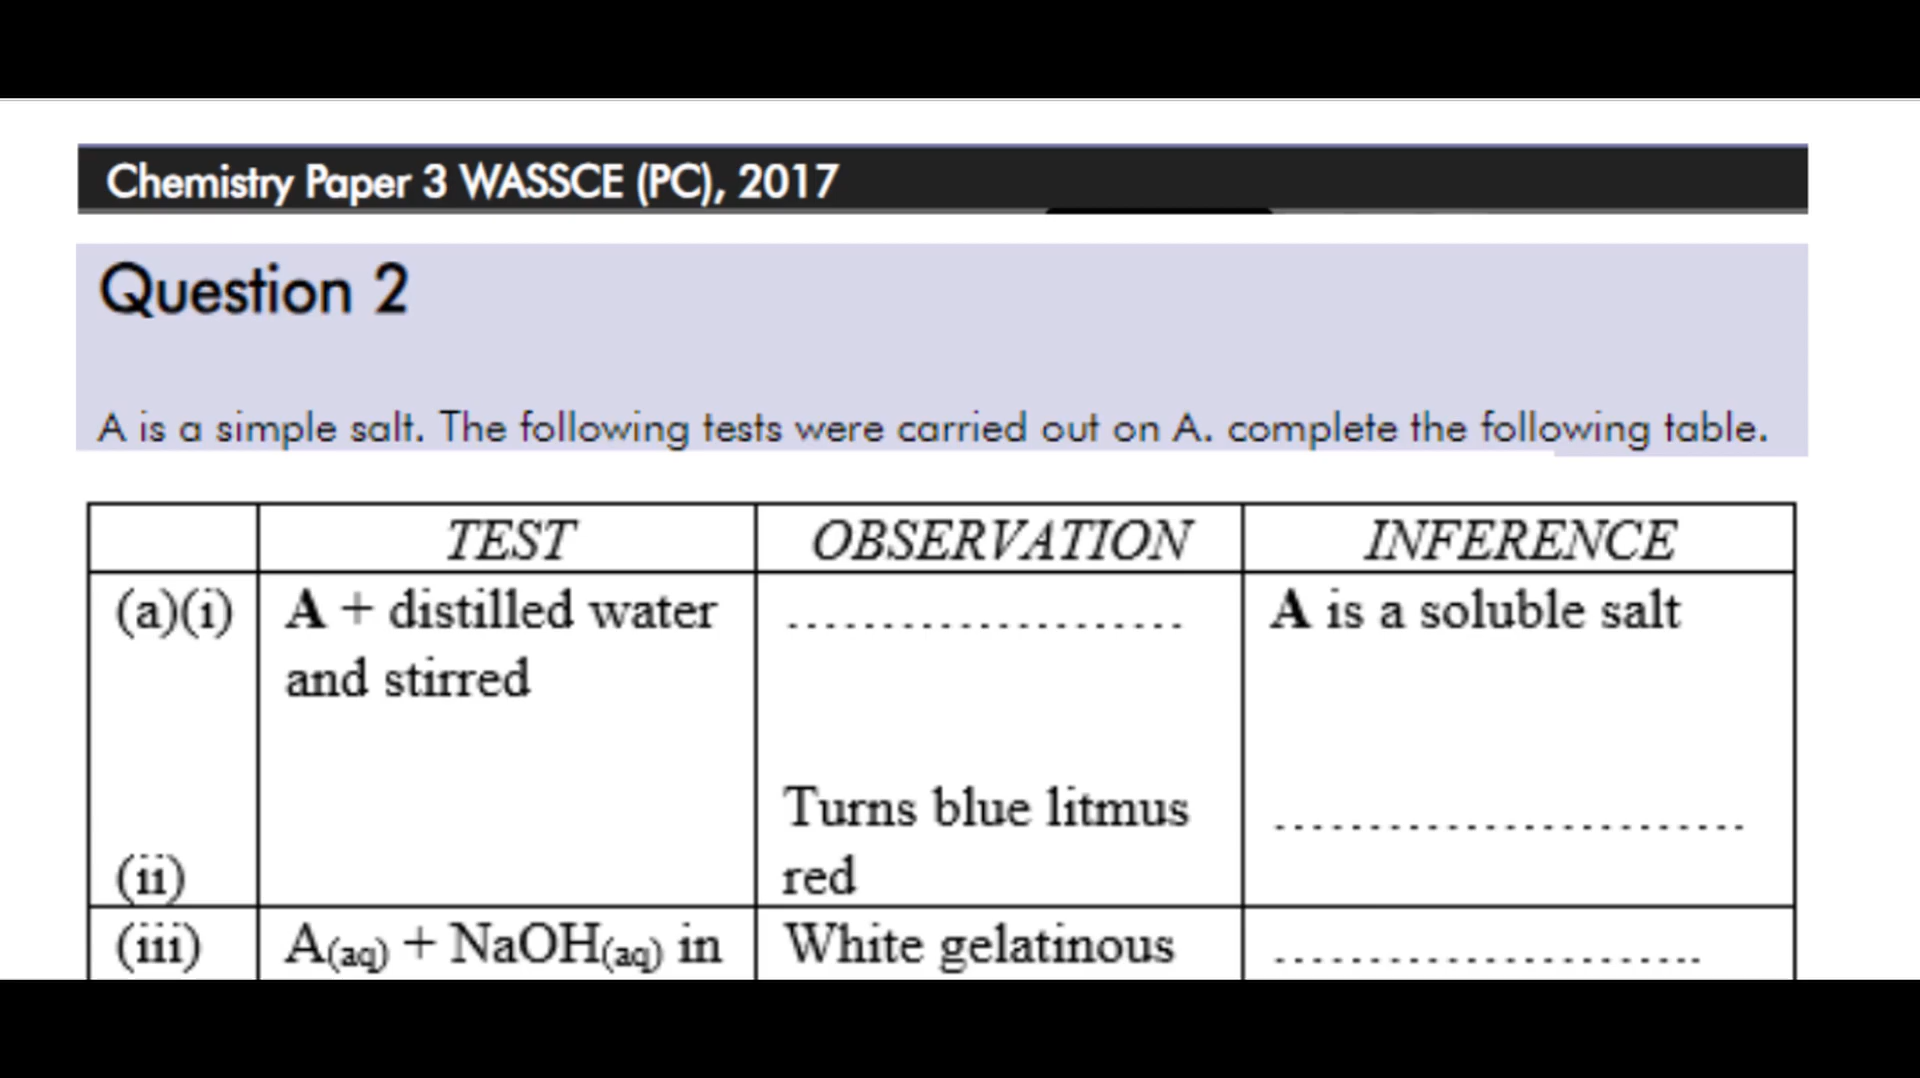 Chemistry Paper 3 WASSCE (PC), 2017
Question 2
A is a simple salt. The following tests were carried out on A. complete the following table.
TEST OBSERVATION INFERENCE
(a)(i) A + distilled water ..................... A is a soluble salt
and stirred
Turns blue litmus .........................
(ii) red
(iii) A(aq) + NaOH(aq) in White gelatinous .......................